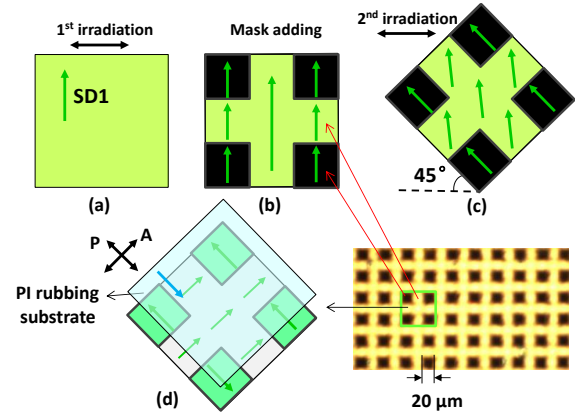 1st irradiation
SD1
(a)
Mask adding
(b)
2nd irradiation
45°
(c)
P
A
PI rubbing
substrate
(d)
20 µm